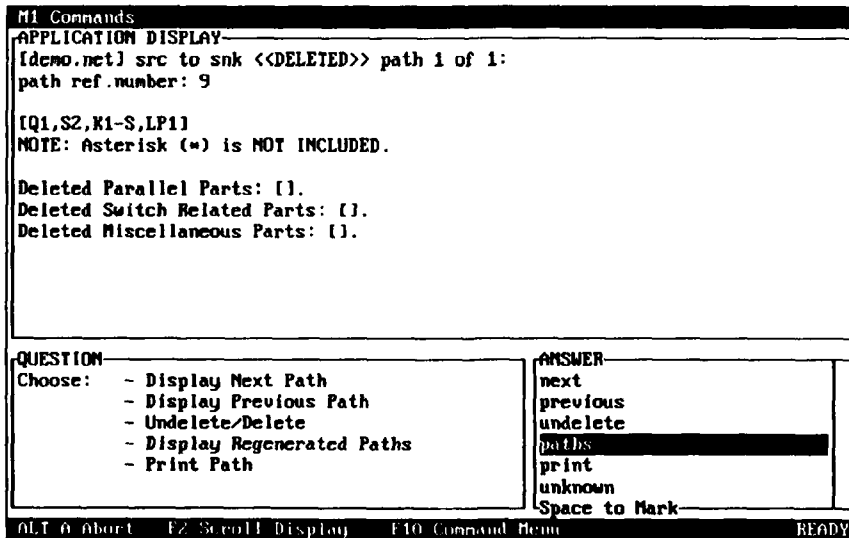 M1 Commands
APPLICATION DISPLAY
[demo.net] src to snk <<DELETED>> path 1 of 1:
path ref.number: 9
[Q1,S2,K1-S,LP1]
NOTE: Asterisk (*) is NOT INCLUDED.
Deleted Parallel Parts: [].
Deleted Switch Related Parts: [].
Deleted Miscellaneous Parts: [].
QUESTION
Choose: - Display Next Path
- Display Previous Path
- Undelete/Delete
- Display Regenerated Paths
- Print Path
ANSWER
next
previous
undelete
paths
print
unknown
Space to Mark
ALT A Abort F2 Scroll Display F10 Command Menu READY